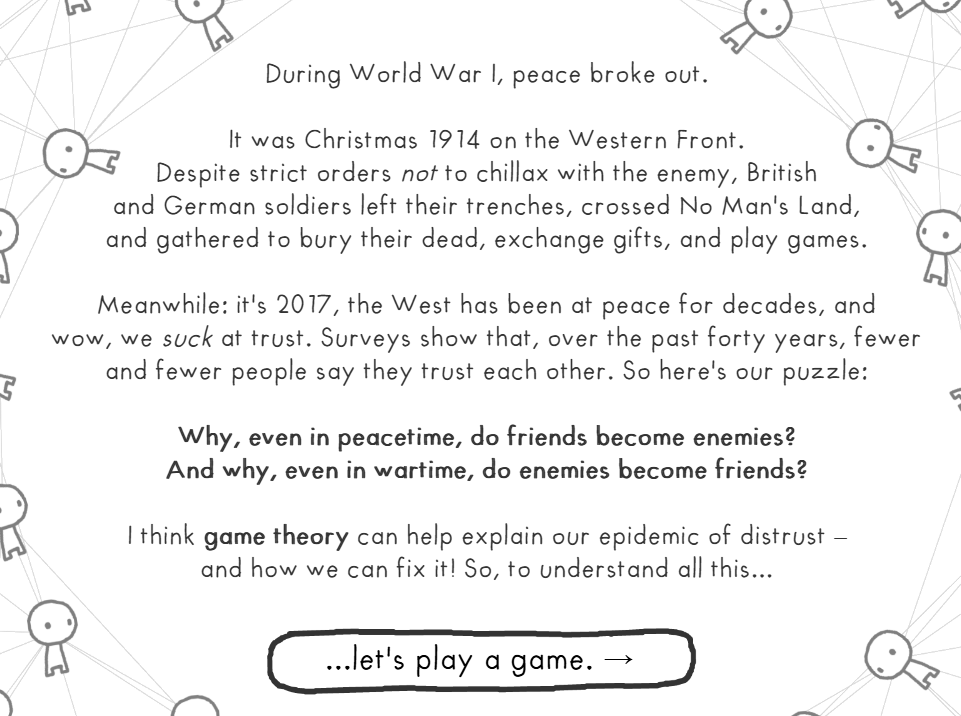 During World War I, peace broke out.
It was Christmas 1914 on the Western Front.
Despite strict orders not to chillax with the enemy, British
and German soldiers left their trenches, crossed No Man's Land,
and gathered to bury their dead, exchange gifts, and play games.
Meanwhile: it's 2017, the West has been at peace for decades, and
wow, we suck at trust. Surveys show that, over the past forty years, fewer
and fewer people say they trust each other. So here's our puzzle:
Why, even in peacetime, do friends become enemies?
And why, even in wartime, do enemies become friends?
I think game theory can help explain our epidemic of distrust –
and how we can fix it! So, to understand all this...
...let's play a game. →